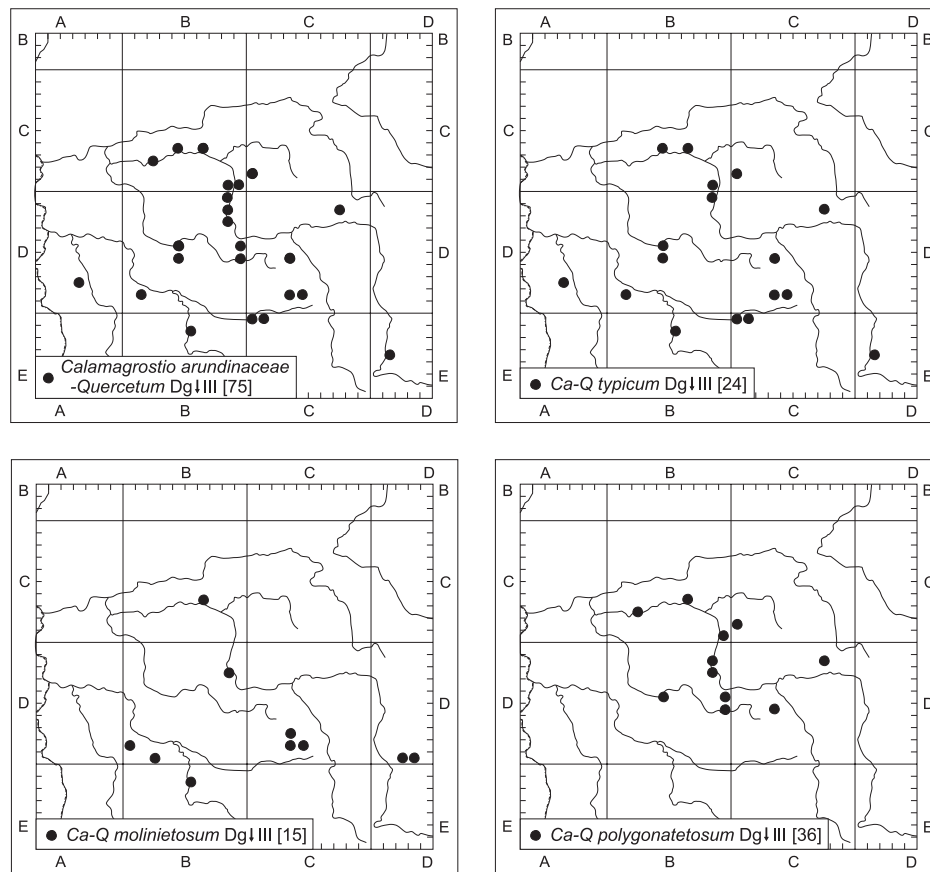 A B C D
B B
C C
D D
E E
Calamagrostio arundinaceae
-Quercetum Dg↓III [75]
A B C D
A B C D
B B
C C
D D
E E
Ca-Q typicum Dg↓III [24]
A B C D
A B C D
B B
C C
D D
E E
Ca-Q molinietosum Dg↓III [15]
A B C D
A B C D
B B
C C
D D
E E
Ca-Q polygonatetosum Dg↓III [36]
A B C D